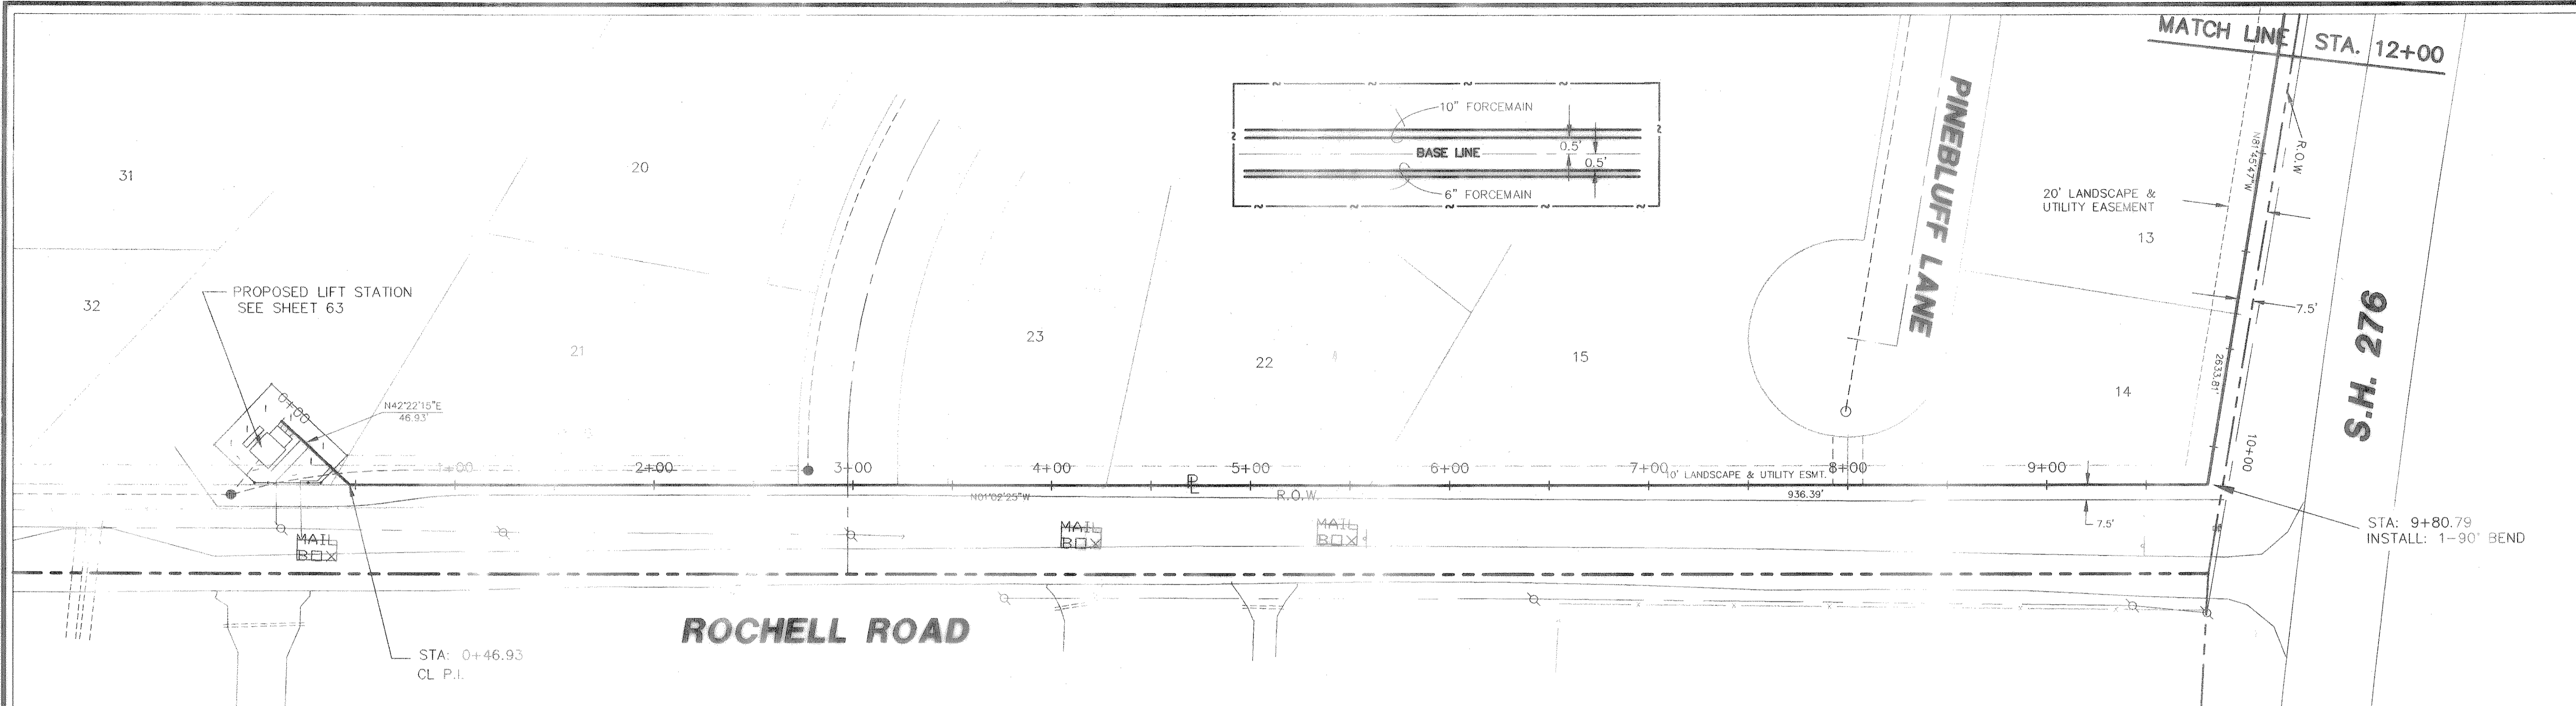 MATCH LINE STA. 12+00
10" FORCEMAIN
BASE LINE
0.5'
0.5'
6" FORCEMAIN
PINEBLUFF LANE
N81°45'47"W
R.O.W
20' LANDSCAPE &
UTILITY EASEMENT
31
20
13
32
PROPOSED LIFT STATION
SEE SHEET 63
7.5'
S.H. 276
21
23
22
15
14
2633.81'
0+00
N42°22'15"E
46.93'
10+00
1+00
2+00
3+00
4+00
5+00
6+00
7+00
10' LANDSCAPE & UTILITY ESMT.
8+00
9+00
PL
N01°02'25"W
R.O.W.
936.39'
7.5'
MAIL
BOX
MAIL
BOX
MAIL
BOX
STA: 9+80.79
INSTALL: 1-90° BEND
ROCHELL ROAD
STA: 0+46.93
CL P.I.